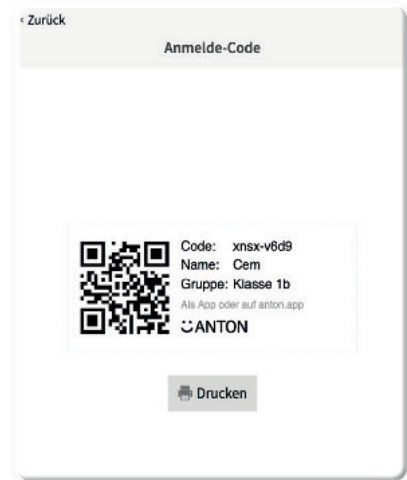 ‹ Zurück
Anmelde-Code
Code: xnsx-v6d9
Name: Cem
Gruppe: Klasse 1b
Als App oder auf anton.app
ANTON
Drucken